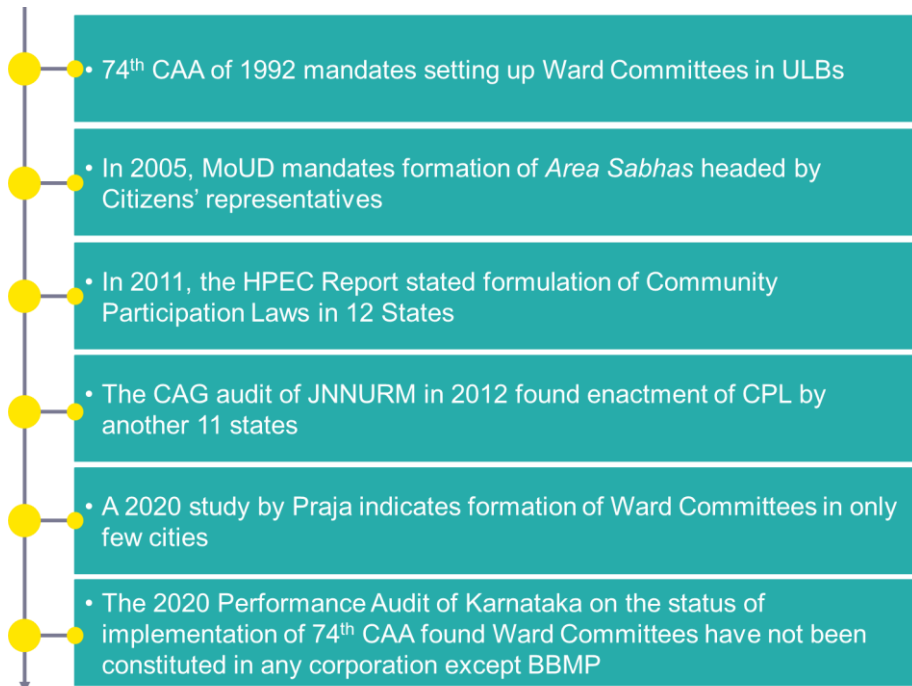 • 74th CAA of 1992 mandates setting up Ward Committees in ULBs
• In 2005, MoUD mandates formation of Area Sabhas headed by
Citizens’ representatives
• In 2011, the HPEC Report stated formulation of Community
Participation Laws in 12 States
• The CAG audit of JNNURM in 2012 found enactment of CPL by
another 11 states
• A 2020 study by Praja indicates formation of Ward Committees in only
few cities
• The 2020 Performance Audit of Karnataka on the status of
implementation of 74th CAA found Ward Committees have not been
constituted in any corporation except BBMP